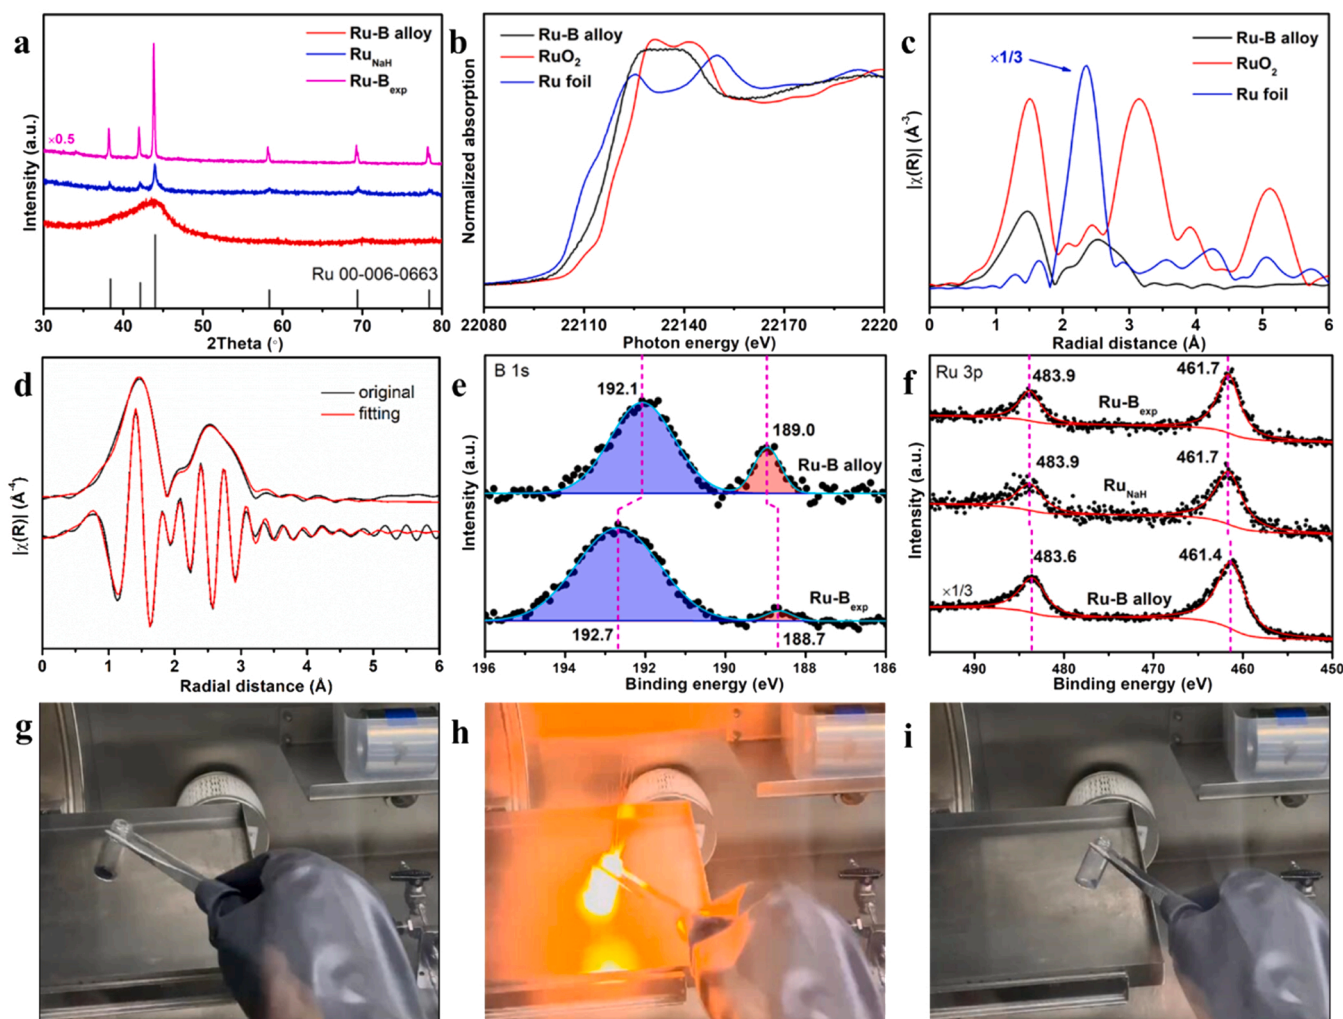 a
Ru-B alloy
Ru_NaH
Ru-B_exp
×0.5
Ru 00-006-0663
Intensity (a.u.)
30 40 50 60 70 80
2Theta (°)
b
Ru-B alloy
RuO₂
Ru foil
Normalized absorption
22080 22110 22140 22170 2220
Photon energy (eV)
c
×1/3
Ru-B alloy
RuO₂
Ru foil
|χ(R)| (Å⁻³)
0 1 2 3 4 5 6
Radial distance (Å)
d
original
fitting
|χ(R)| (Å⁻⁴)
0 1 2 3 4 5 6
Radial distance (Å)
e
B 1s
192.1
189.0
Ru-B alloy
Ru-B_exp
192.7
188.7
Intensity (a.u.)
196 194 192 190 188 186
Binding energy (eV)
f
Ru 3p
483.9
461.7
Ru-B_exp
483.9
461.7
Ru_NaH
483.6
461.4
×1/3
Ru-B alloy
Intensity (a.u.)
490 480 470 460 450
Binding energy (eV)
g
h
i